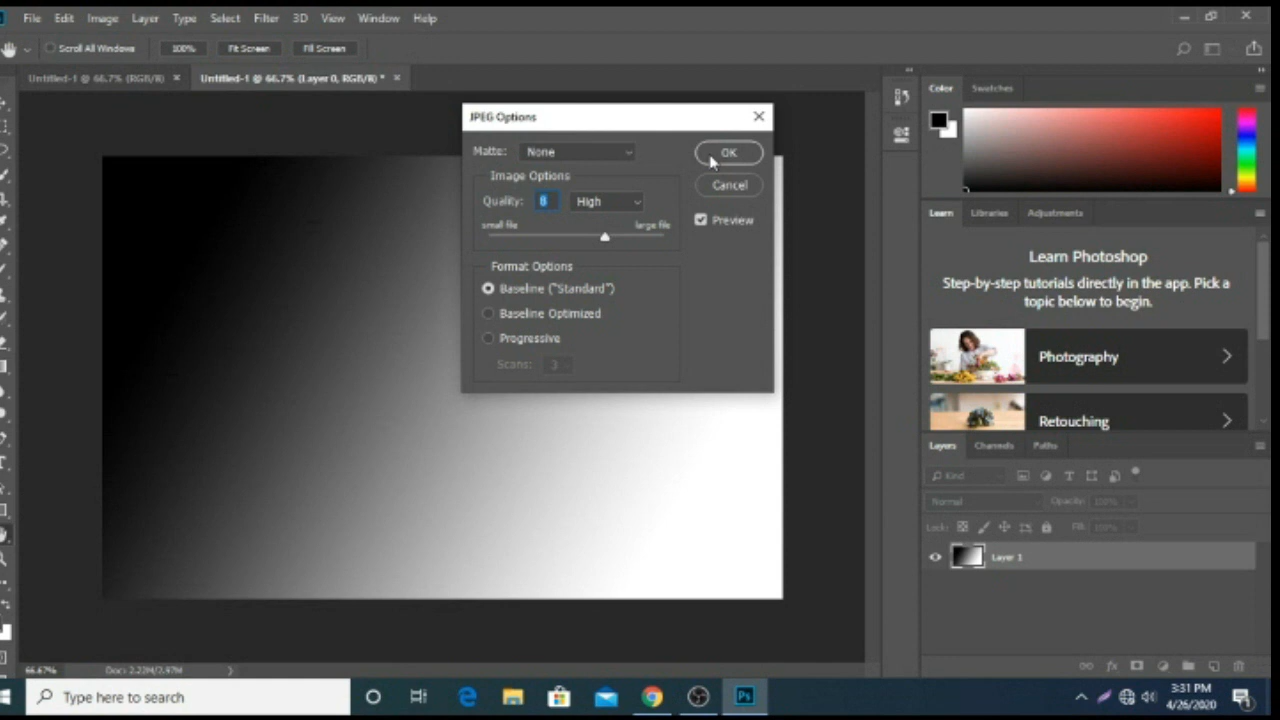 File Edit Image Layer Type Select Filter 3D View Window Help
Scroll All Windows 100% Fit Screen Fill Screen
Untitled-1 @ 66.7% (RGB/8) × Untitled-1 @ 66.7% (Layer 0, RGB/8) * ×
JPEG Options
Matte: None
OK
Image Options
Cancel
Quality: 8 High
Preview
small file large file
Format Options
Baseline ("Standard")
Baseline Optimized
Progressive
Scans: 3
Color Swatches
Learn Libraries Adjustments
Learn Photoshop
Step-by-step tutorials directly in the app. Pick a
topic below to begin.
Photography
Retouching
Layers Channels Paths
Kind
Normal Opacity: 100%
Lock: Fill: 100%
Layer 1
66.67% Doc: 2.22M/2.97M
Type here to search
Ps
3:31 PM
4/26/2020
1